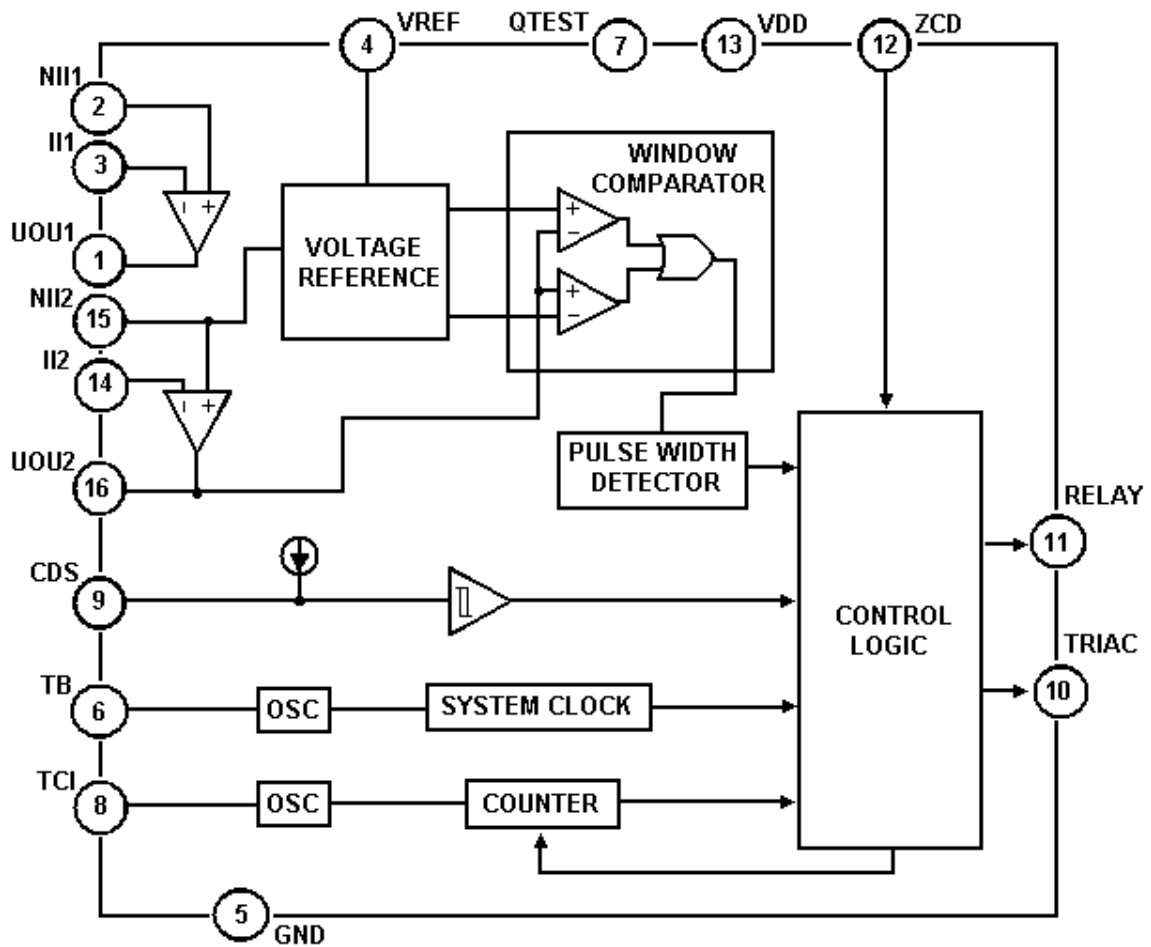 VREF
4
QTEST
7
13
VDD
12
ZCD
NII1
2
II1
3
UOU1
1
NII2
15
II2
14
UOU2
16
- +
- +
VOLTAGE
REFERENCE
WINDOW
COMPARATOR
+
-
+
-
PULSE WIDTH
DETECTOR
CDS
9
TB
6
OSC
SYSTEM CLOCK
TCI
8
OSC
COUNTER
CONTROL
LOGIC
RELAY
11
TRIAC
10
5
GND